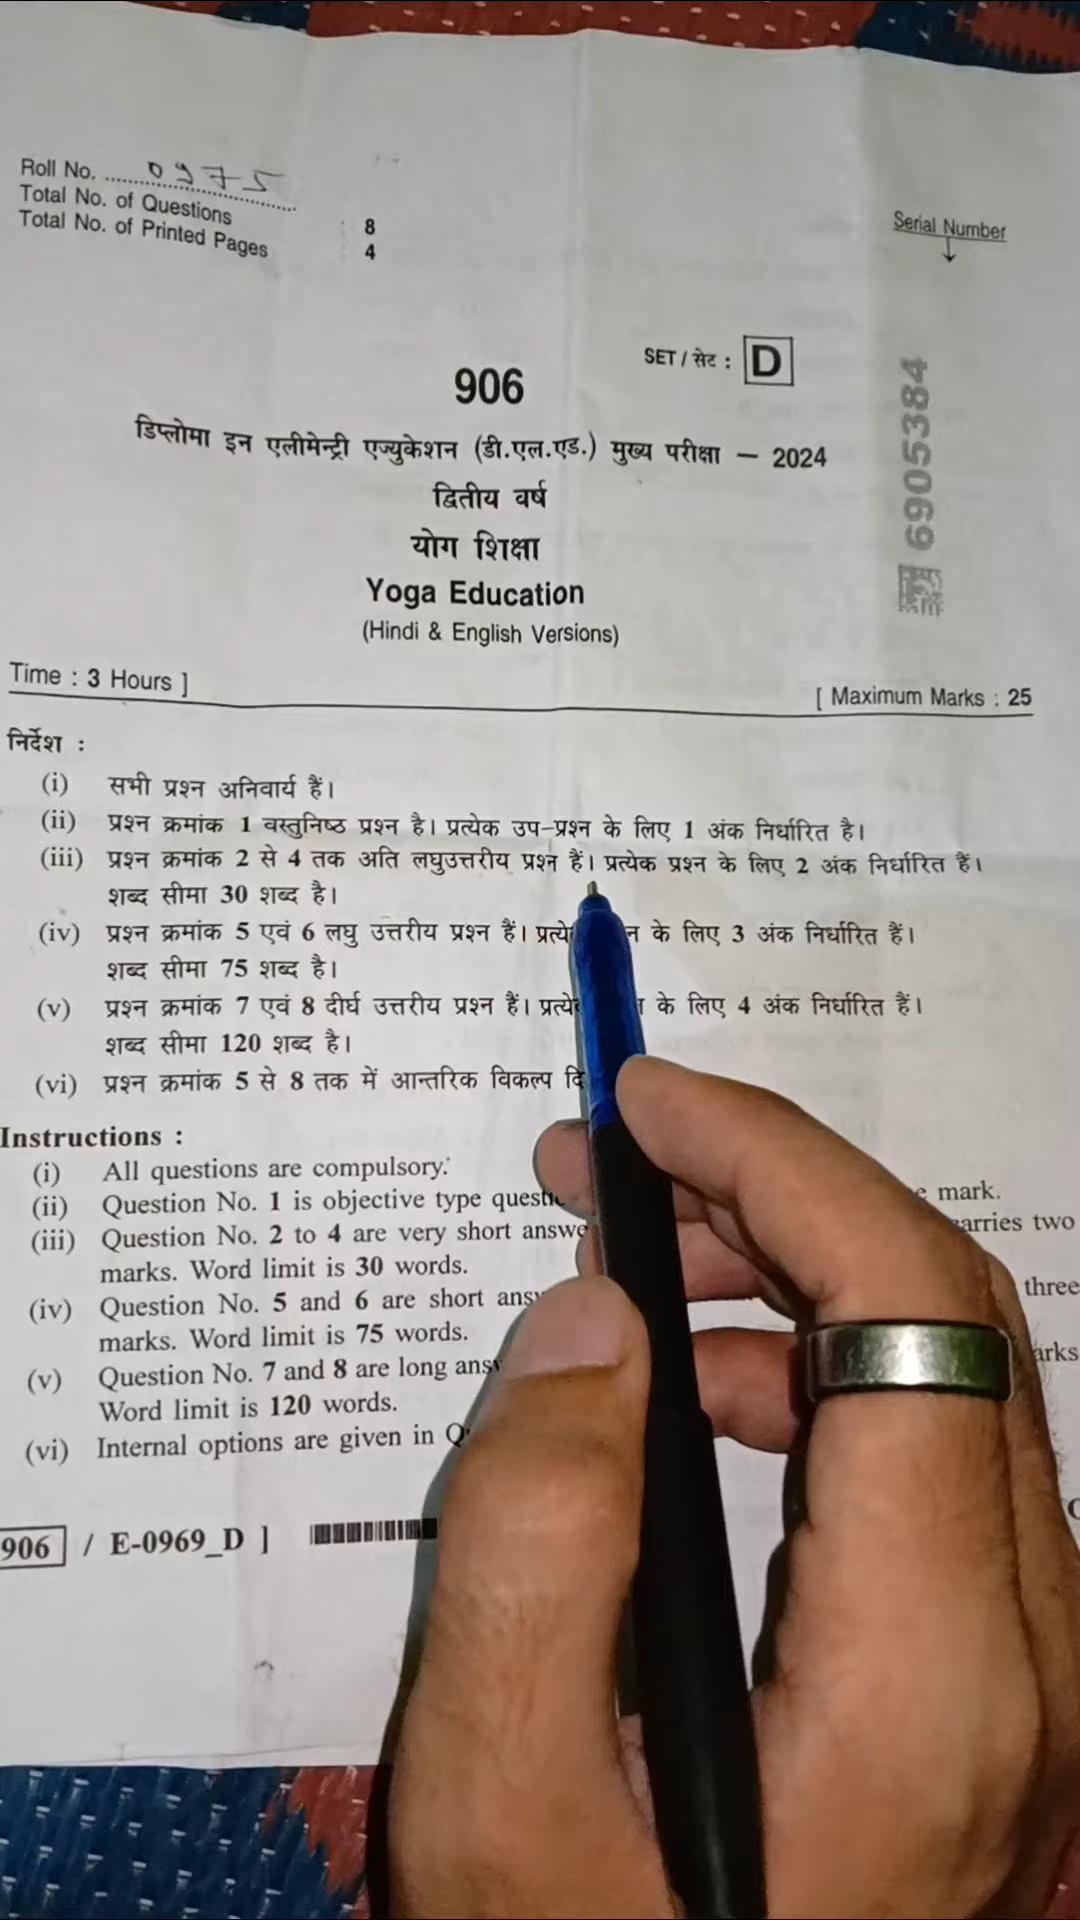 Roll No. 0975
Total No. of Questions : 8
Total No. of Printed Pages : 4
Serial Number
SET / सेट : D
6905384
906
डिप्लोमा इन एलीमेन्ट्री एज्युकेशन (डी.एल.एड.) मुख्य परीक्षा – 2024
द्वितीय वर्ष
योग शिक्षा
Yoga Education
(Hindi & English Versions)
Time : 3 Hours ]
[ Maximum Marks : 25
निर्देश :
(i) सभी प्रश्न अनिवार्य हैं।
(ii) प्रश्न क्रमांक 1 वस्तुनिष्ठ प्रश्न है। प्रत्येक उप-प्रश्न के लिए 1 अंक निर्धारित है।
(iii) प्रश्न क्रमांक 2 से 4 तक अति लघुउत्तरीय प्रश्न हैं। प्रत्येक प्रश्न के लिए 2 अंक निर्धारित हैं।
शब्द सीमा 30 शब्द है।
(iv) प्रश्न क्रमांक 5 एवं 6 लघु उत्तरीय प्रश्न हैं। के लिए 3 अंक निर्धारित हैं।
शब्द सीमा 75 शब्द है।
(v) प्रश्न क्रमांक 7 एवं 8 दीर्घ उत्तरीय प्रश्न हैं। के लिए 4 अंक निर्धारित हैं।
शब्द सीमा 120 शब्द है।
(vi) प्रश्न क्रमांक 5 से 8 तक में आन्तरिक विकल्प
Instructions :
(i) All questions are compulsory.
(ii) Question No. 1 is objective type mark.
(iii) Question No. 2 to 4 are very short two
marks. Word limit is 30 words.
(iv) Question No. 5 and 6 are short three
marks. Word limit is 75 words.
(v) Question No. 7 and 8 are long
Word limit is 120 words.
(vi) Internal options are given in
906 / E-0969_D ]